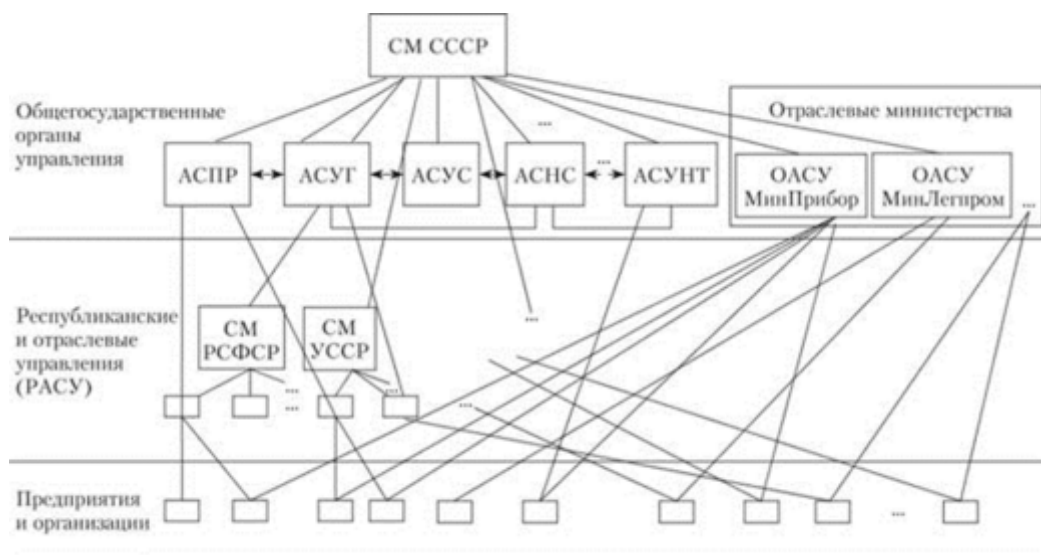 СМ СССР
Общегосударственные
органы
управления
...
Отраслевые министерства
АСПР
АСУГ
АСУС
АСНС
...
АСУНТ
ОАСУ
МинПрибор
ОАСУ
МинЛегпром
...
Республиканские
и отраслевые
управления
(РАСУ)
СМ
РСФСР
СМ
УССР
...
...
...
...
...
Предприятия
и организации
...